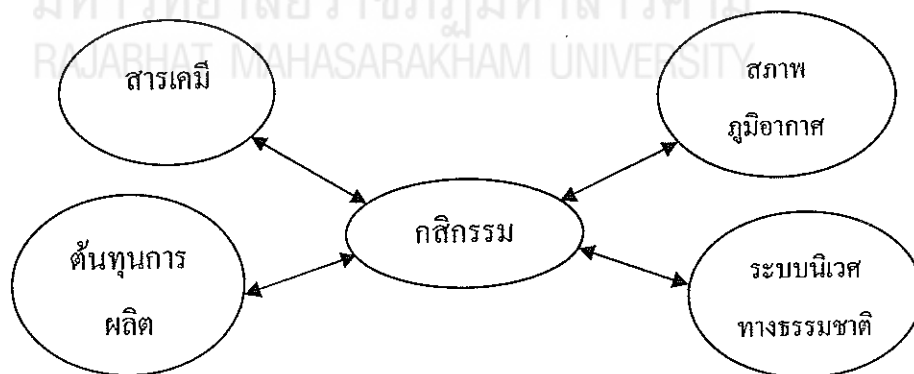 มหาวิทยาลัยราชภัฏมหาสารคาม
RAJABHAT MAHASARAKHAM UNIVERSITY
สารเคมี
สภาพ
ภูมิอากาศ
กสิกรรม
ต้นทุนการ
ผลิต
ระบบนิเวศ
ทางธรรมชาติ